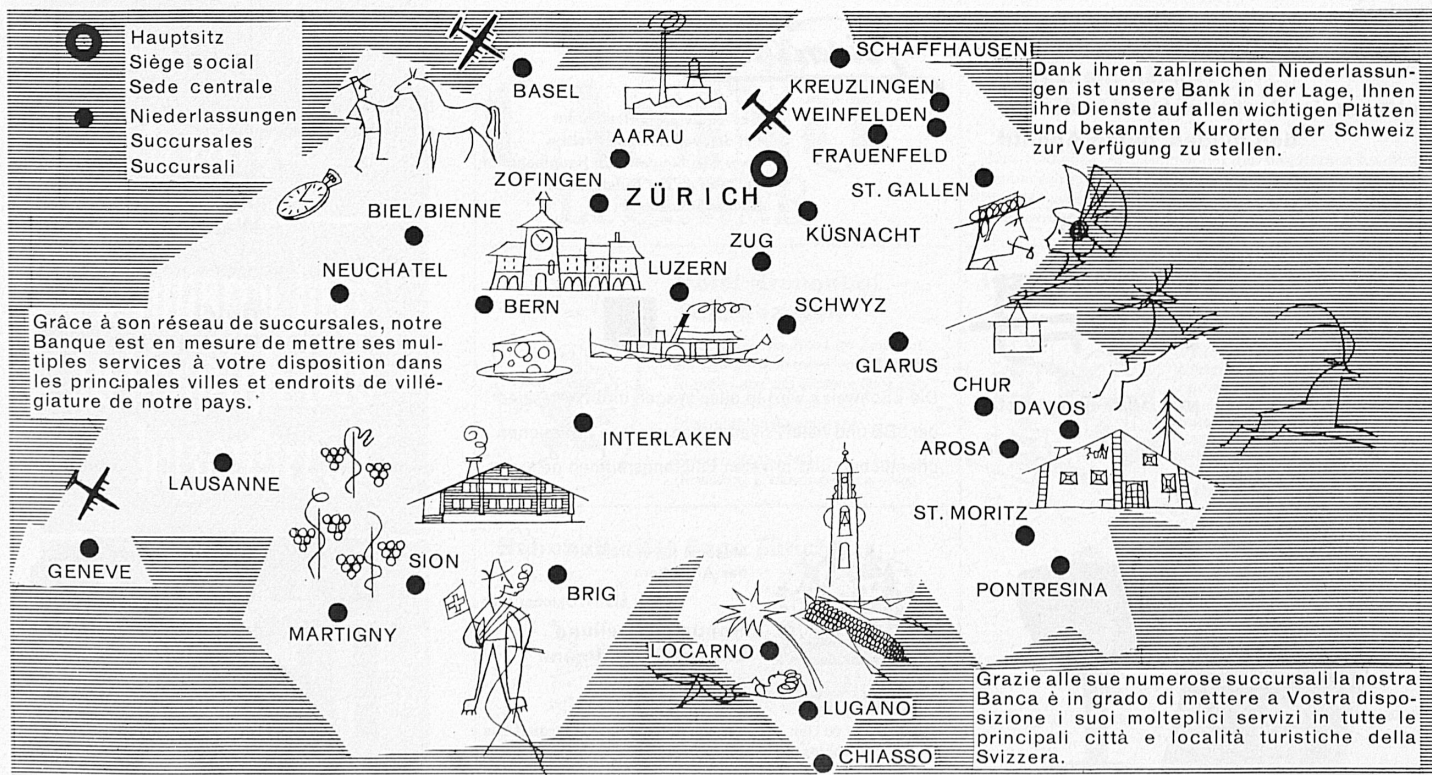 Hauptsitz
Siège social
Sede centrale
Niederlassungen
Succursales
Succursali
BASEL
SCHAFFHAUSEN
KREUZLINGEN
WEINFELDEN
FRAUENFELD
AARAU
ZOFINGEN
ZÜRICH
ST. GALLEN
Dank ihren zahlreichen Niederlassun-
gen ist unsere Bank in der Lage, Ihnen
ihre Dienste auf allen wichtigen Plätzen
und bekannten Kurorten der Schweiz
zur Verfügung zu stellen.
BIEL/BIENNE
KÜSNACHT
ZUG
NEUCHATEL
LUZERN
BERN
SCHWYZ
GLARUS
Grâce à son réseau de succursales, notre
Banque est en mesure de mettre ses mul-
tiples services à votre disposition dans
les principales villes et endroits de villé-
giature de notre pays.
CHUR
DAVOS
INTERLAKEN
AROSA
LAUSANNE
ST. MORITZ
GENEVE
SION
BRIG
PONTRESINA
MARTIGNY
LOCARNO
LUGANO
CHIASSO
Grazie alle sue numerose succursali la nostra
Banca è in grado di mettere a Vostra dispo-
sizione i suoi molteplici servizi in tutte le
principali città e località turistiche della
Svizzera.